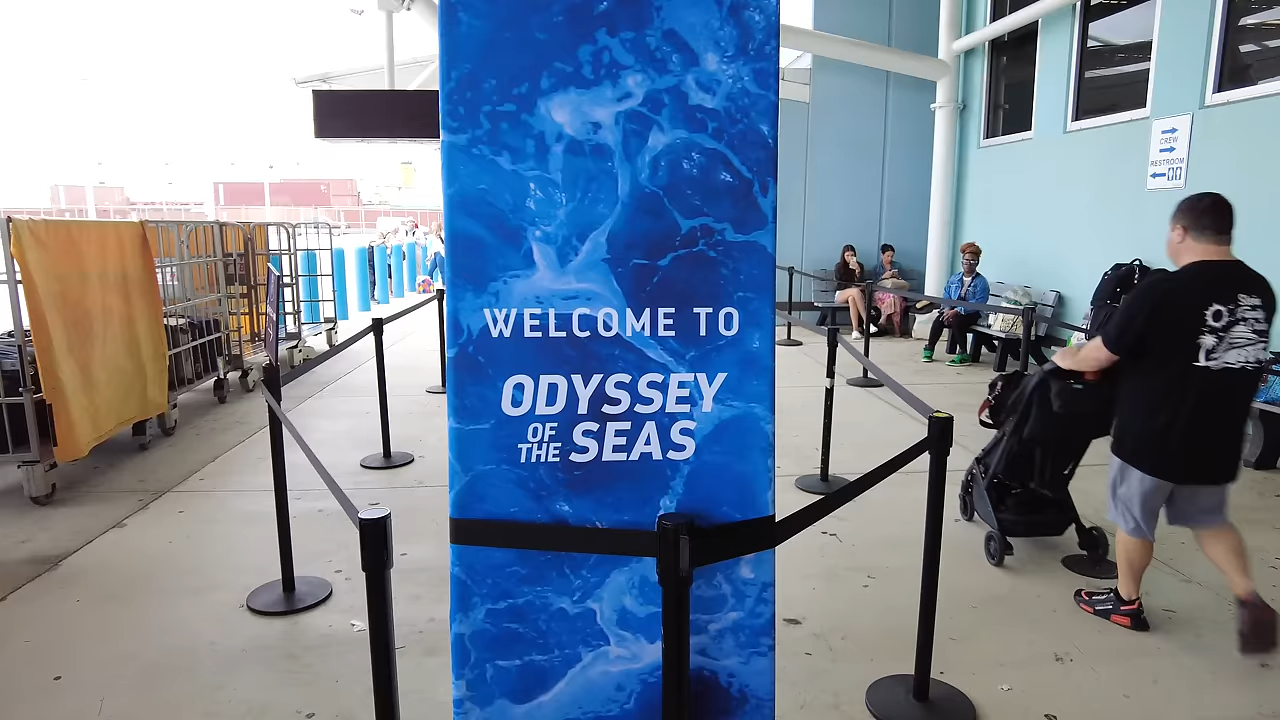 WELCOME TO
ODYSSEY
OF THE SEAS
CREW
RESTROOM